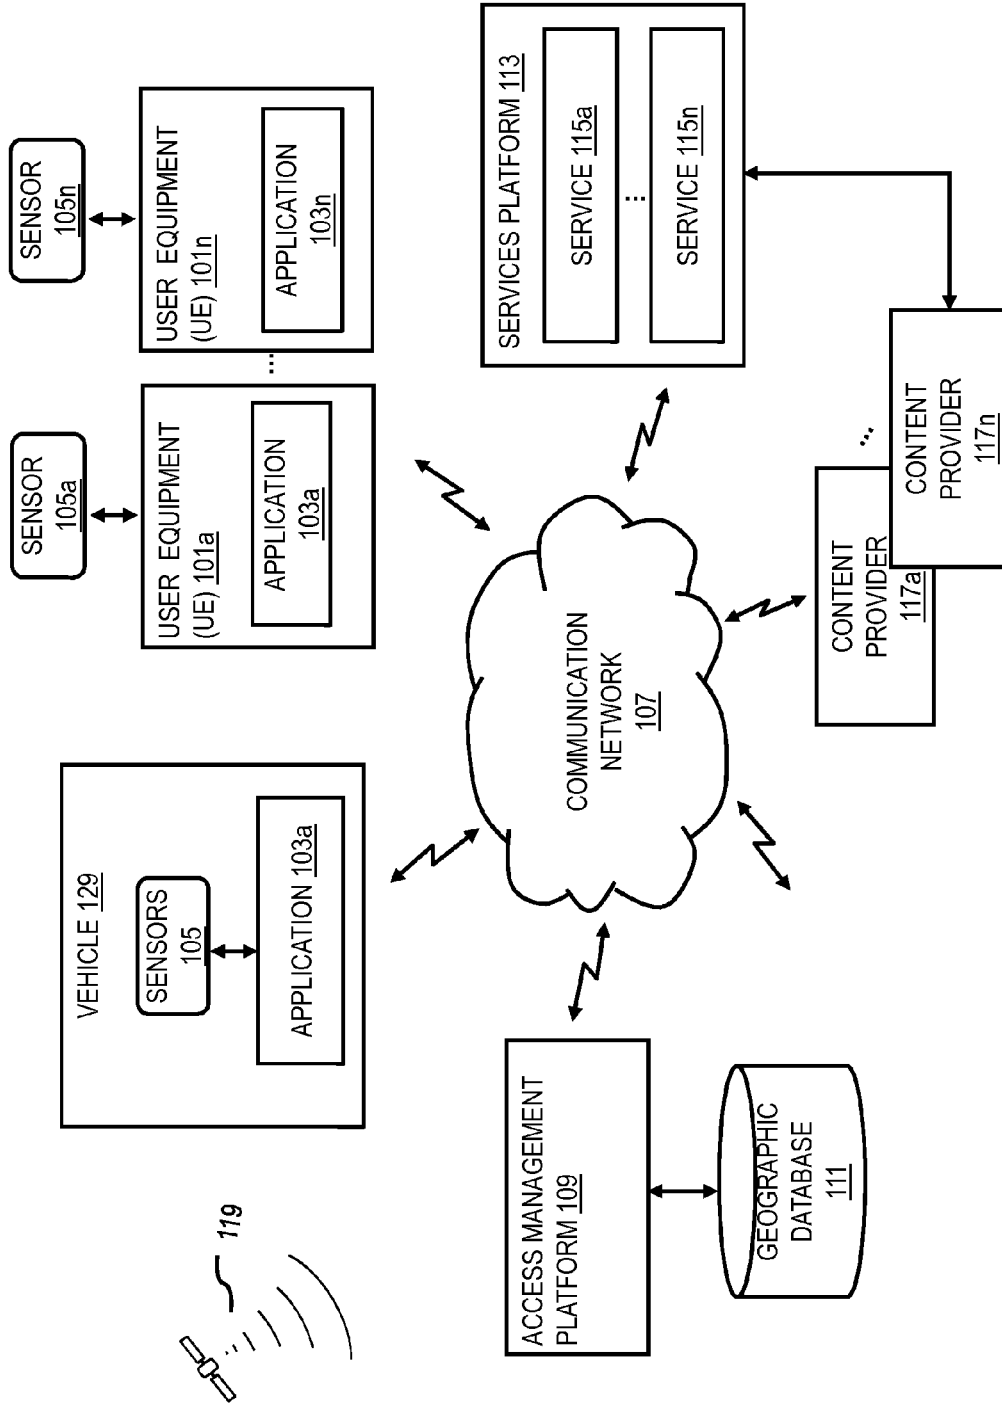 119
VEHICLE 129
SENSORS
105
APPLICATION 103a
SENSOR
105a
USER EQUIPMENT
(UE) 101a
APPLICATION
103a
...
SENSOR
105n
USER EQUIPMENT
(UE) 101n
APPLICATION
103n
ACCESS MANAGEMENT
PLATFORM 109
GEOGRAPHIC
DATABASE
111
COMMUNICATION
NETWORK
107
SERVICES PLATFORM 113
SERVICE 115a
...
SERVICE 115n
CONTENT
PROVIDER
117a
...
CONTENT
PROVIDER
117n